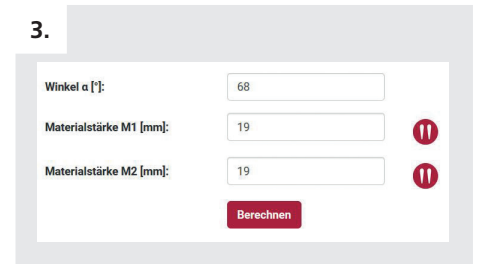 3.
Winkel α [°]: 68
Materialstärke M1 [mm]: 19
Materialstärke M2 [mm]: 19
Berechnen